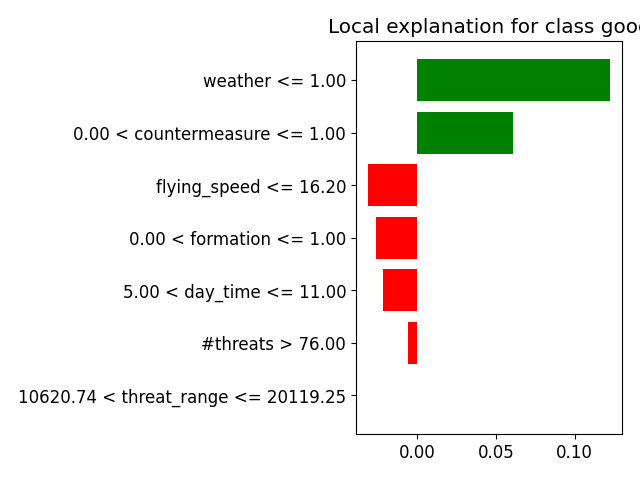 Local explanation for class goo
weather <= 1.00
0.00 < countermeasure <= 1.00
flying_speed <= 16.20
0.00 < formation <= 1.00
5.00 < day_time <= 11.00
#threats > 76.00
10620.74 < threat_range <= 20119.25
0.00 0.05 0.10